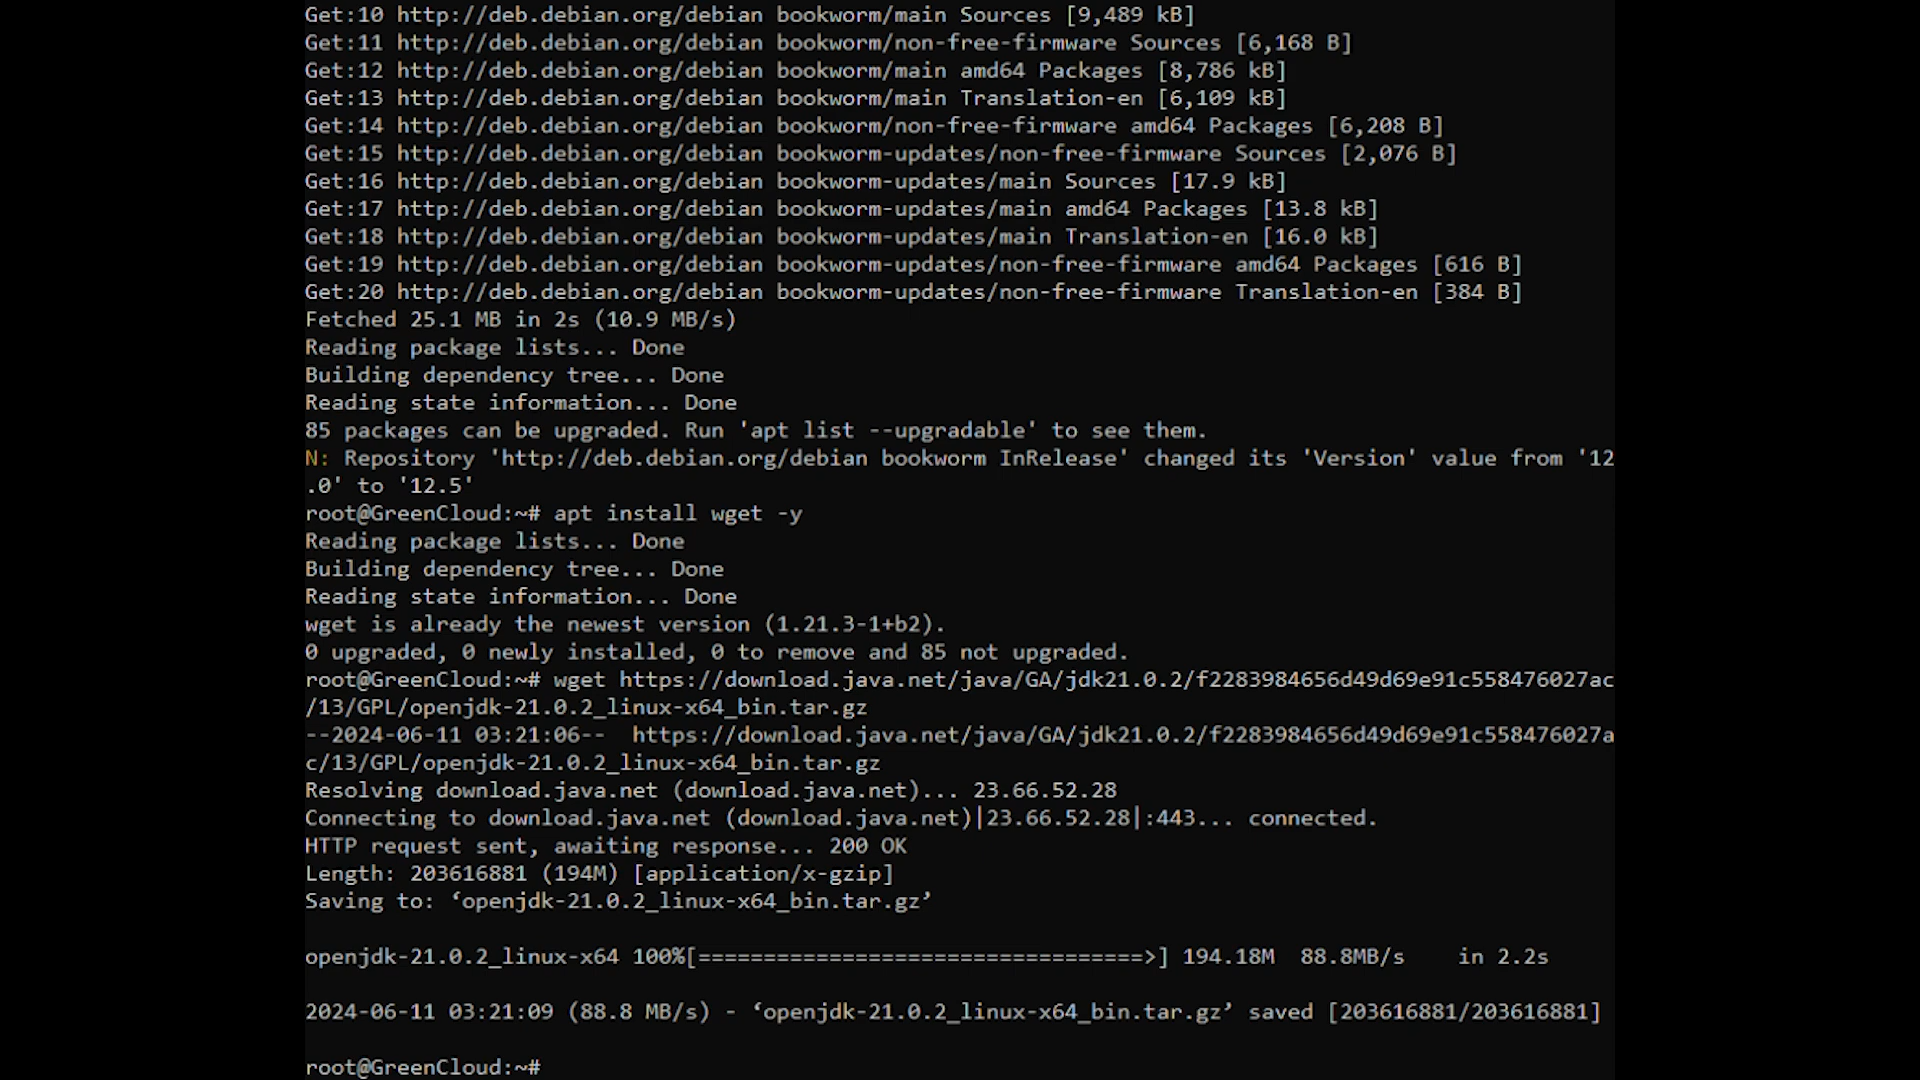 Get:10 http://deb.debian.org/debian bookworm/main Sources [9,489 kB]
Get:11 http://deb.debian.org/debian bookworm/non-free-firmware Sources [6,168 B]
Get:12 http://deb.debian.org/debian bookworm/main amd64 Packages [8,786 kB]
Get:13 http://deb.debian.org/debian bookworm/main Translation-en [6,109 kB]
Get:14 http://deb.debian.org/debian bookworm/non-free-firmware amd64 Packages [6,208 B]
Get:15 http://deb.debian.org/debian bookworm-updates/non-free-firmware Sources [2,076 B]
Get:16 http://deb.debian.org/debian bookworm-updates/main Sources [17.9 kB]
Get:17 http://deb.debian.org/debian bookworm-updates/main amd64 Packages [13.8 kB]
Get:18 http://deb.debian.org/debian bookworm-updates/main Translation-en [16.0 kB]
Get:19 http://deb.debian.org/debian bookworm-updates/non-free-firmware amd64 Packages [616 B]
Get:20 http://deb.debian.org/debian bookworm-updates/non-free-firmware Translation-en [384 B]
Fetched 25.1 MB in 2s (10.9 MB/s)
Reading package lists... Done
Building dependency tree... Done
Reading state information... Done
85 packages can be upgraded. Run 'apt list --upgradable' to see them.
N: Repository 'http://deb.debian.org/debian bookworm InRelease' changed its 'Version' value from '12
.0' to '12.5'
root@GreenCloud:~# apt install wget -y
Reading package lists... Done
Building dependency tree... Done
Reading state information... Done
wget is already the newest version (1.21.3-1+b2).
0 upgraded, 0 newly installed, 0 to remove and 85 not upgraded.
root@GreenCloud:~# wget https://download.java.net/java/GA/jdk21.0.2/f2283984656d49d69e91c558476027ac
/13/GPL/openjdk-21.0.2_linux-x64_bin.tar.gz
--2024-06-11 03:21:06--  https://download.java.net/java/GA/jdk21.0.2/f2283984656d49d69e91c558476027a
c/13/GPL/openjdk-21.0.2_linux-x64_bin.tar.gz
Resolving download.java.net (download.java.net)... 23.66.52.28
Connecting to download.java.net (download.java.net)|23.66.52.28|:443... connected.
HTTP request sent, awaiting response... 200 OK
Length: 203616881 (194M) [application/x-gzip]
Saving to: ‘openjdk-21.0.2_linux-x64_bin.tar.gz’
openjdk-21.0.2_linux-x64 100%[==================================>] 194.18M  88.8MB/s    in 2.2s
2024-06-11 03:21:09 (88.8 MB/s) - ‘openjdk-21.0.2_linux-x64_bin.tar.gz’ saved [203616881/203616881]
root@GreenCloud:~#